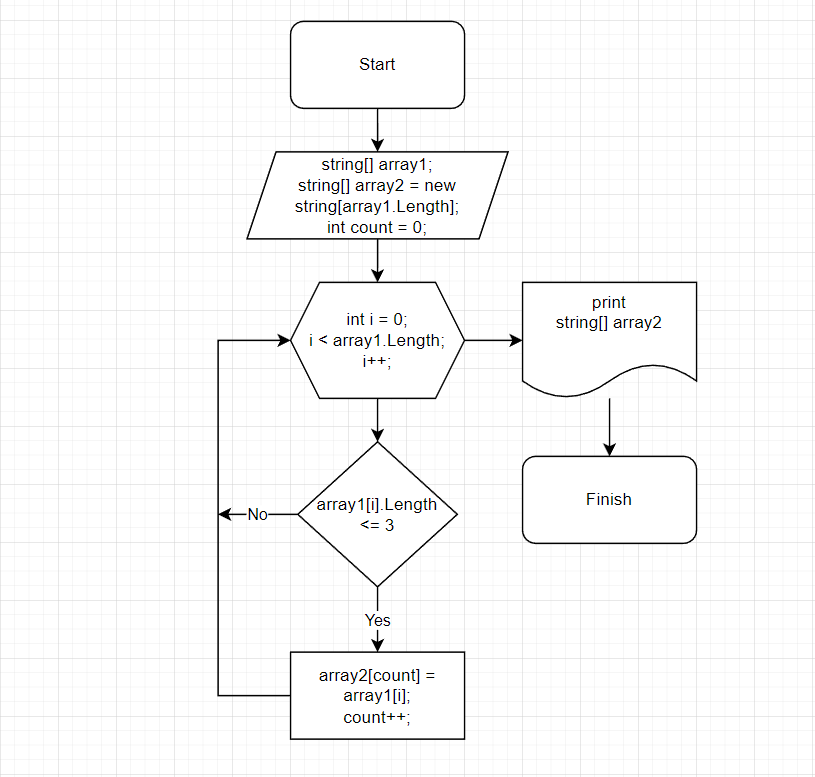 Start
string[] array1;
string[] array2 = new
string[array1.Length];
int count = 0;
int i = 0;
i < array1.Length;
i++;
print
string[] array2
Finish
array1[i].Length
<= 3
No
Yes
array2[count] =
array1[i];
count++;